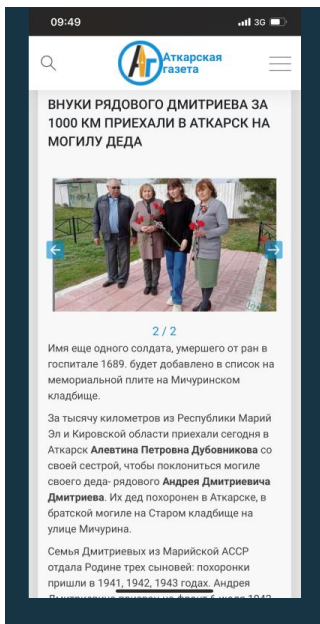 09:49
3G
Аткарская
газета
ВНУКИ РЯДОВОГО ДМИТРИЕВА ЗА
1000 КМ ПРИЕХАЛИ В АТКАРСК НА
МОГИЛУ ДЕДА
2 / 2
Имя еще одного солдата, умершего от ран в
госпитале 1689. будет добавлено в список на
мемориальной плите на Мичуринском
кладбище.
За тысячу километров из Республики Марий
Эл и Кировской области приехали сегодня в
Аткарск Алевтина Петровна Дубовникова со
своей сестрой, чтобы поклониться могиле
своего деда- рядового Андрея Дмитриевича
Дмитриева. Их дед похоронен в Аткарске, в
братской могиле на Старом кладбище на
улице Мичурина.
Семья Дмитриевых из Марийской АССР
отдала Родине трех сыновей: похоронки
пришли в 1941, 1942, 1943 годах. Андрея